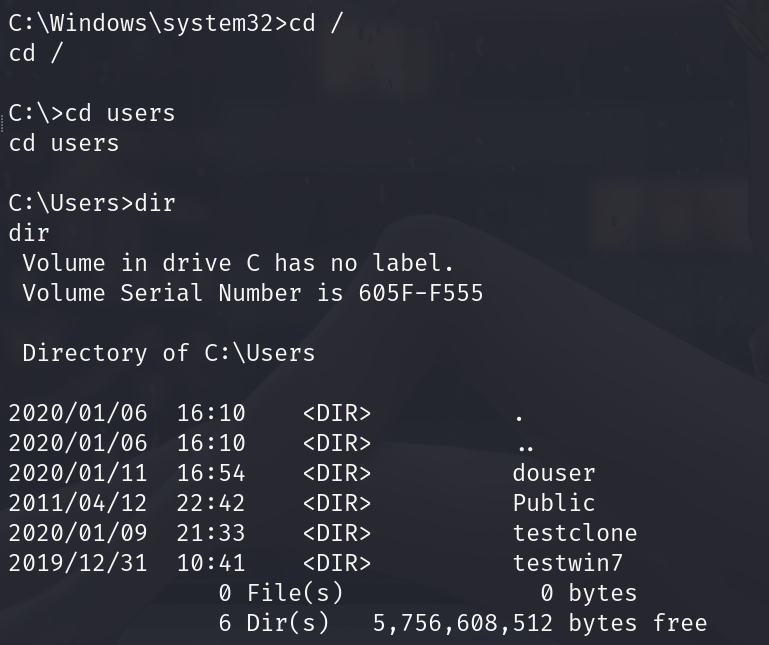 C:\Windows\system32>cd /
cd /
C:\>cd users
cd users
C:\Users>dir
dir
 Volume in drive C has no label.
 Volume Serial Number is 605F-F555
 Directory of C:\Users
2020/01/06  16:10    <DIR>          .
2020/01/06  16:10    <DIR>          ..
2020/01/11  16:54    <DIR>          douser
2011/04/12  22:42    <DIR>          Public
2020/01/09  21:33    <DIR>          testclone
2019/12/31  10:41    <DIR>          testwin7
               0 File(s)              0 bytes
               6 Dir(s)   5,756,608,512 bytes free